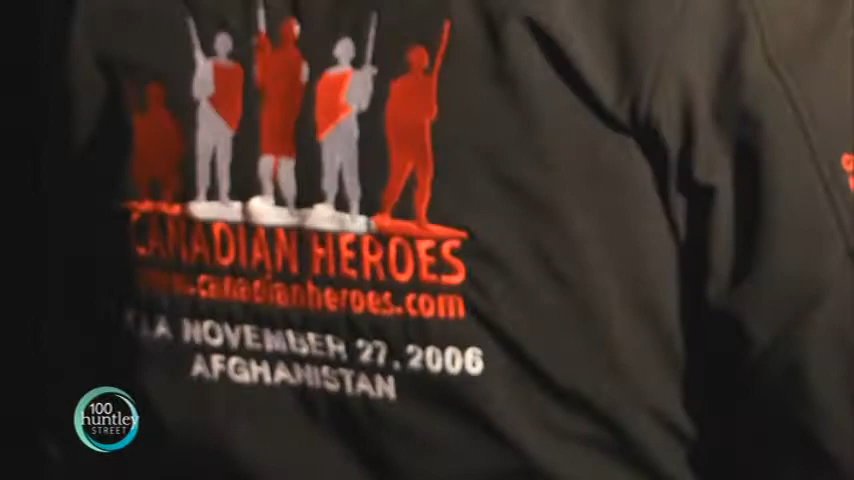 CANADIAN HEROES
www.canadianheroes.com
KIA NOVEMBER 27, 2006
AFGHANISTAN
100
huntley
STREET